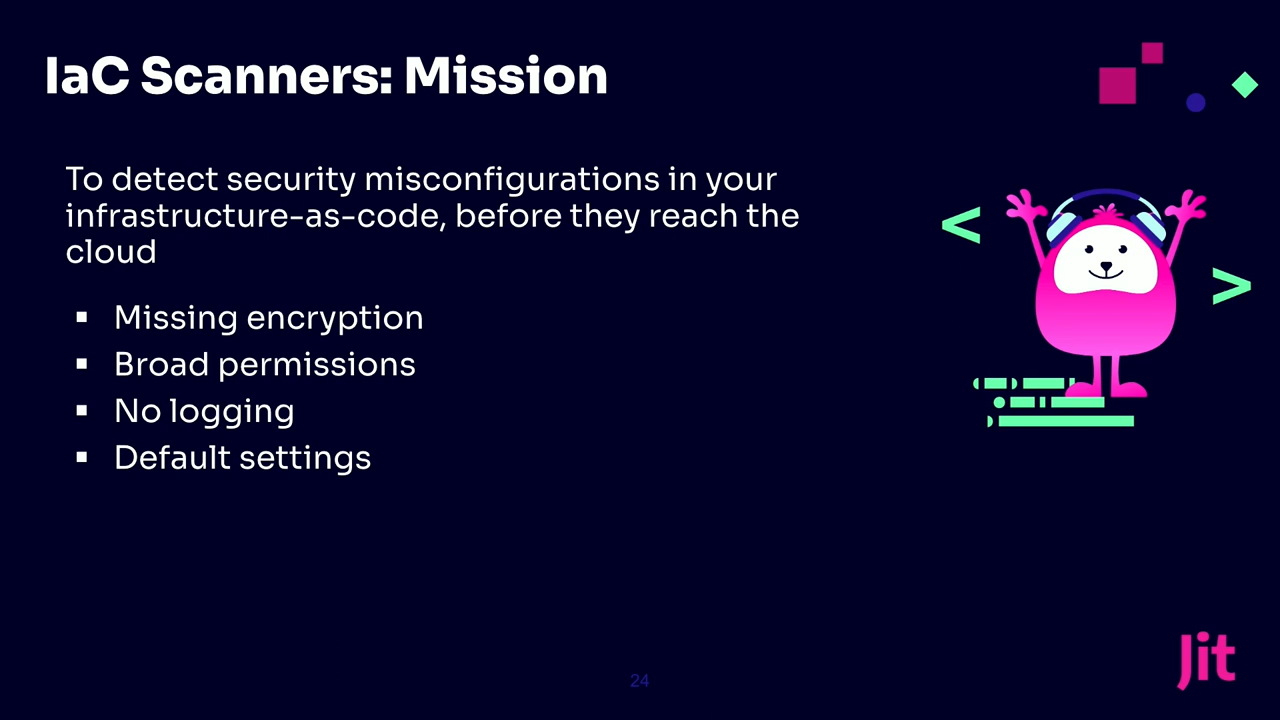 IaC Scanners: Mission
To detect security misconfigurations in your
infrastructure-as-code, before they reach the
cloud
▪ Missing encryption
▪ Broad permissions
▪ No logging
▪ Default settings
<
>
24
Jit